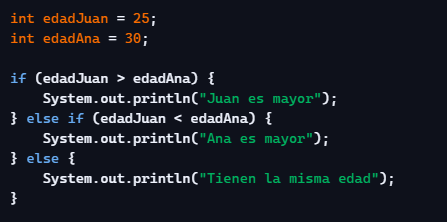 int edadJuan = 25;
int edadAna = 30;

if (edadJuan > edadAna) {
    System.out.println("Juan es mayor");
} else if (edadJuan < edadAna) {
    System.out.println("Ana es mayor");
} else {
    System.out.println("Tienen la misma edad");
}